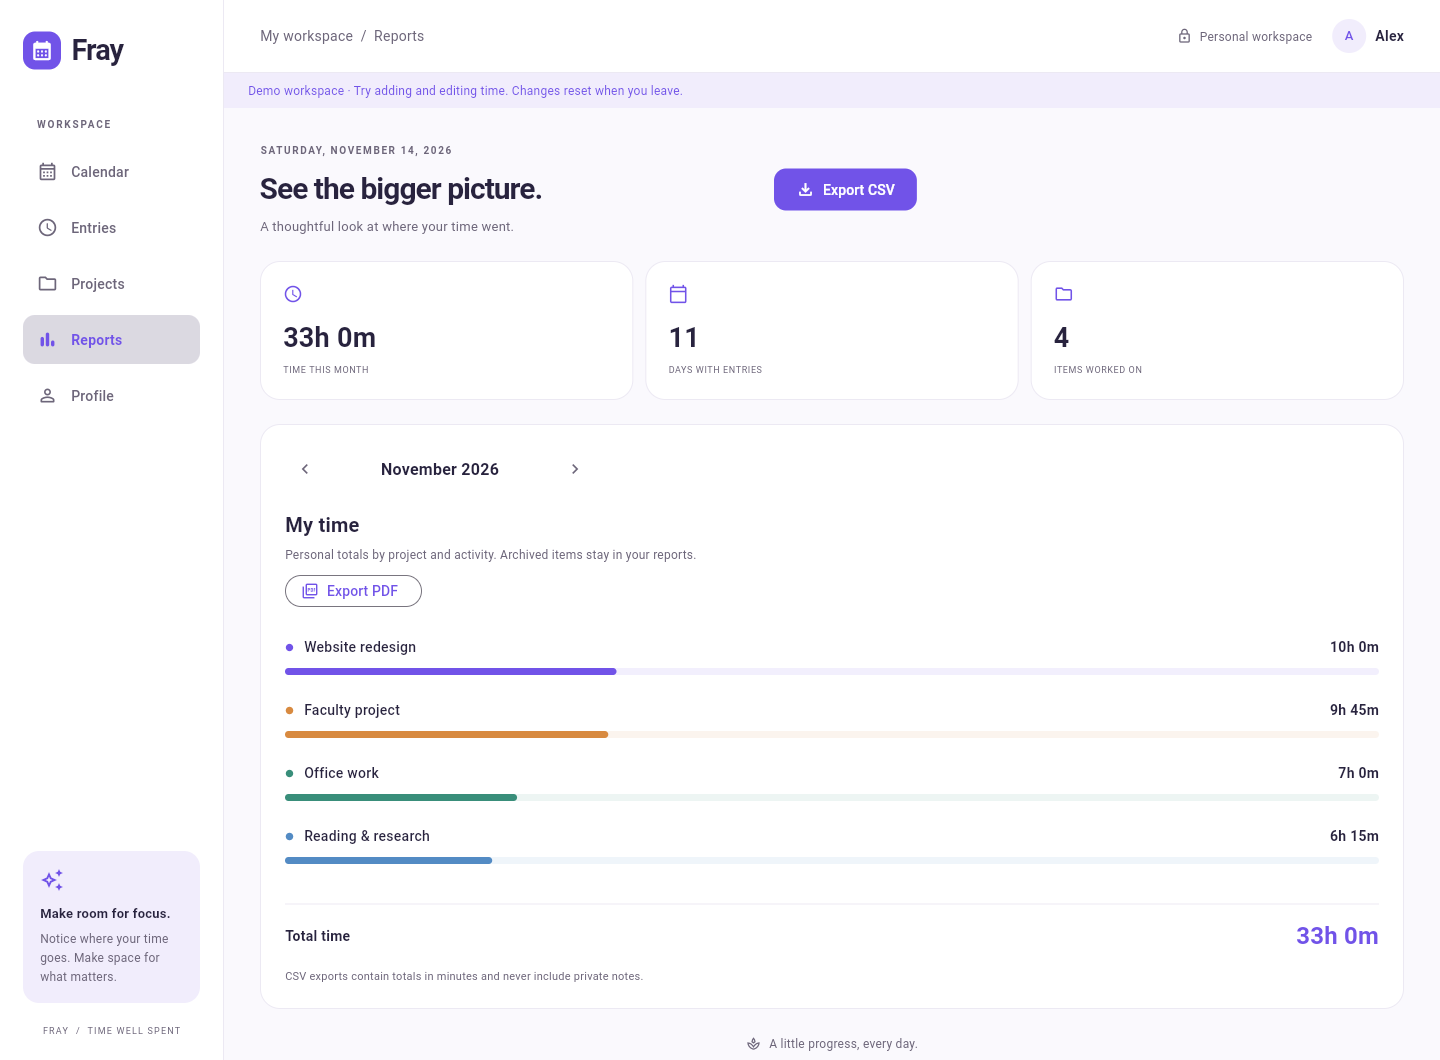 Fray
WORKSPACE
Calendar
Entries
Projects
Reports
Profile
Make room for focus.
Notice where your time
goes. Make space for
what matters.
FRAY / TIME WELL SPENT
My workspace / Reports
Personal workspace
A
Alex
Demo workspace · Try adding and editing time. Changes reset when you leave.
SATURDAY, NOVEMBER 14, 2026
See the bigger picture.
A thoughtful look at where your time went.
Export CSV
33h 0m
TIME THIS MONTH
11
DAYS WITH ENTRIES
4
ITEMS WORKED ON
November 2026
My time
Personal totals by project and activity. Archived items stay in your reports.
Export PDF
Website redesign 10h 0m
Faculty project 9h 45m
Office work 7h 0m
Reading & research 6h 15m
Total time 33h 0m
CSV exports contain totals in minutes and never include private notes.
A little progress, every day.